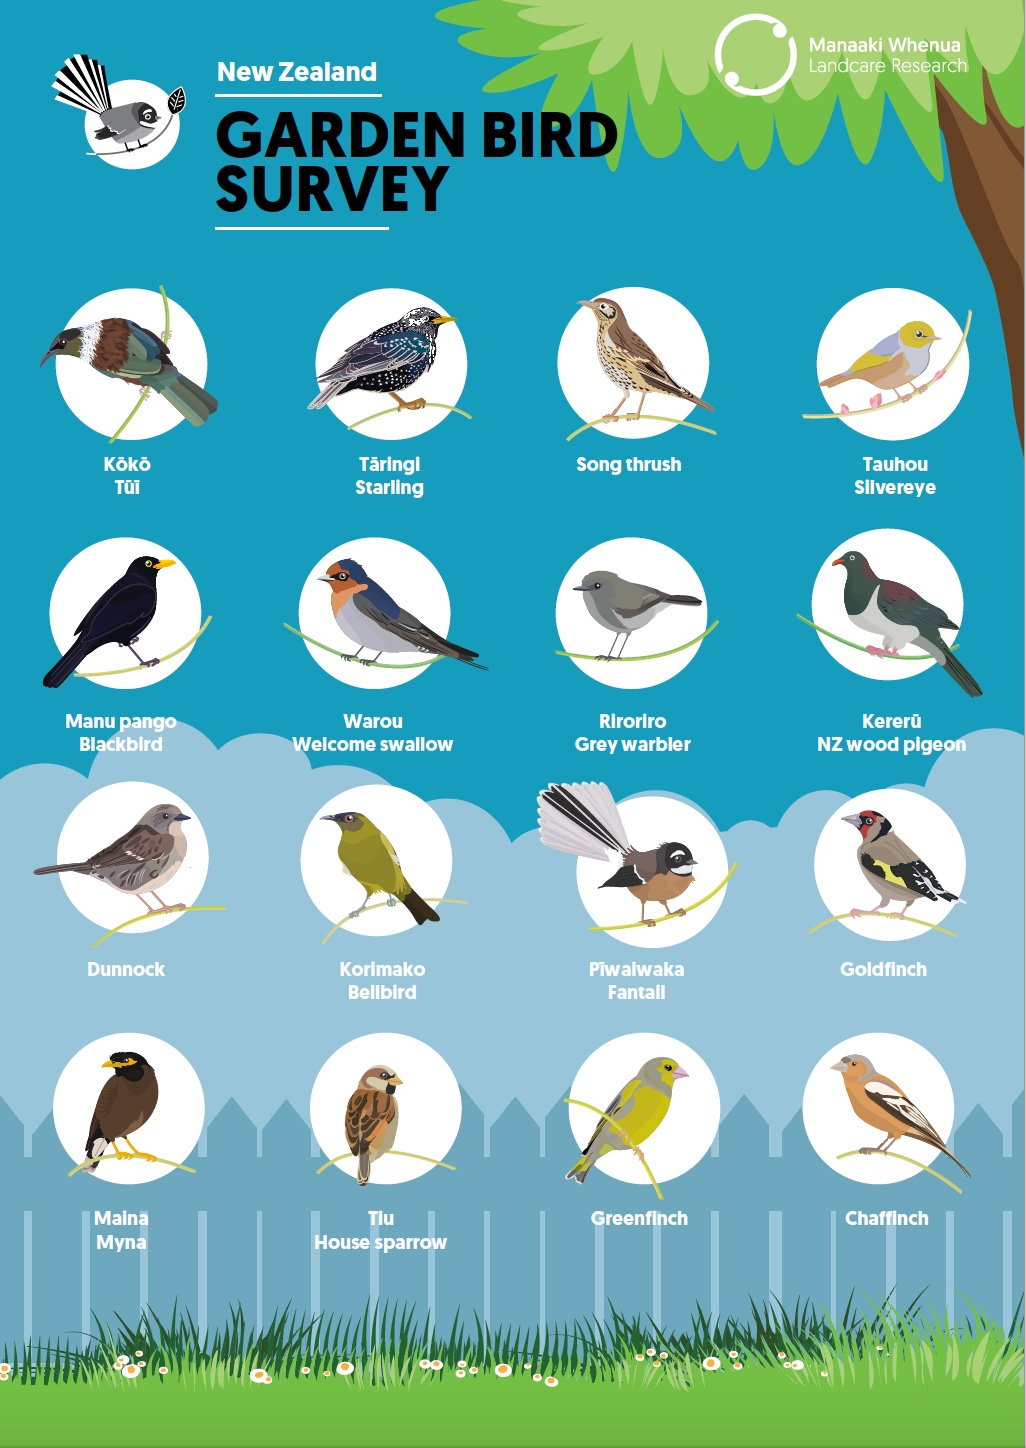 Manaaki Whenua
Landcare Research
New Zealand
GARDEN BIRD
SURVEY
Kōkō
Tūī
Tāringi
Starling
Song thrush
Tauhou
Silvereye
Manu pango
Blackbird
Warou
Welcome swallow
Riroriro
Grey warbler
Kererū
NZ wood pigeon
Dunnock
Korimako
Bellbird
Pīwaiwaka
Fantail
Goldfinch
Maina
Myna
Tiu
House sparrow
Greenfinch
Chaffinch